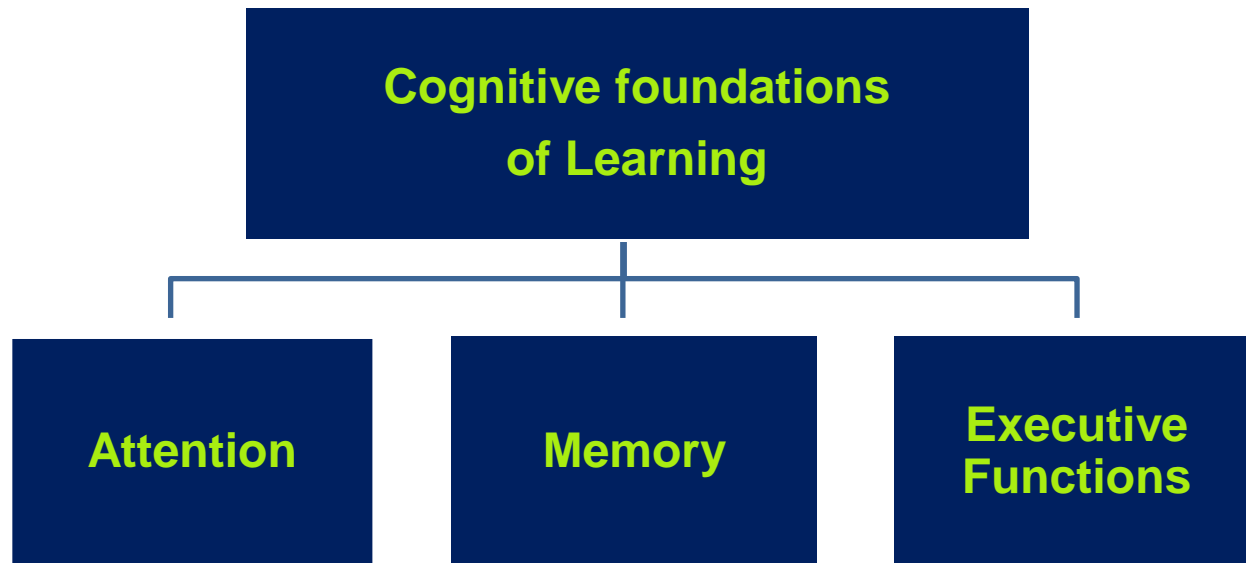 Cognitive foundations
of Learning
Attention
Memory
Executive
Functions